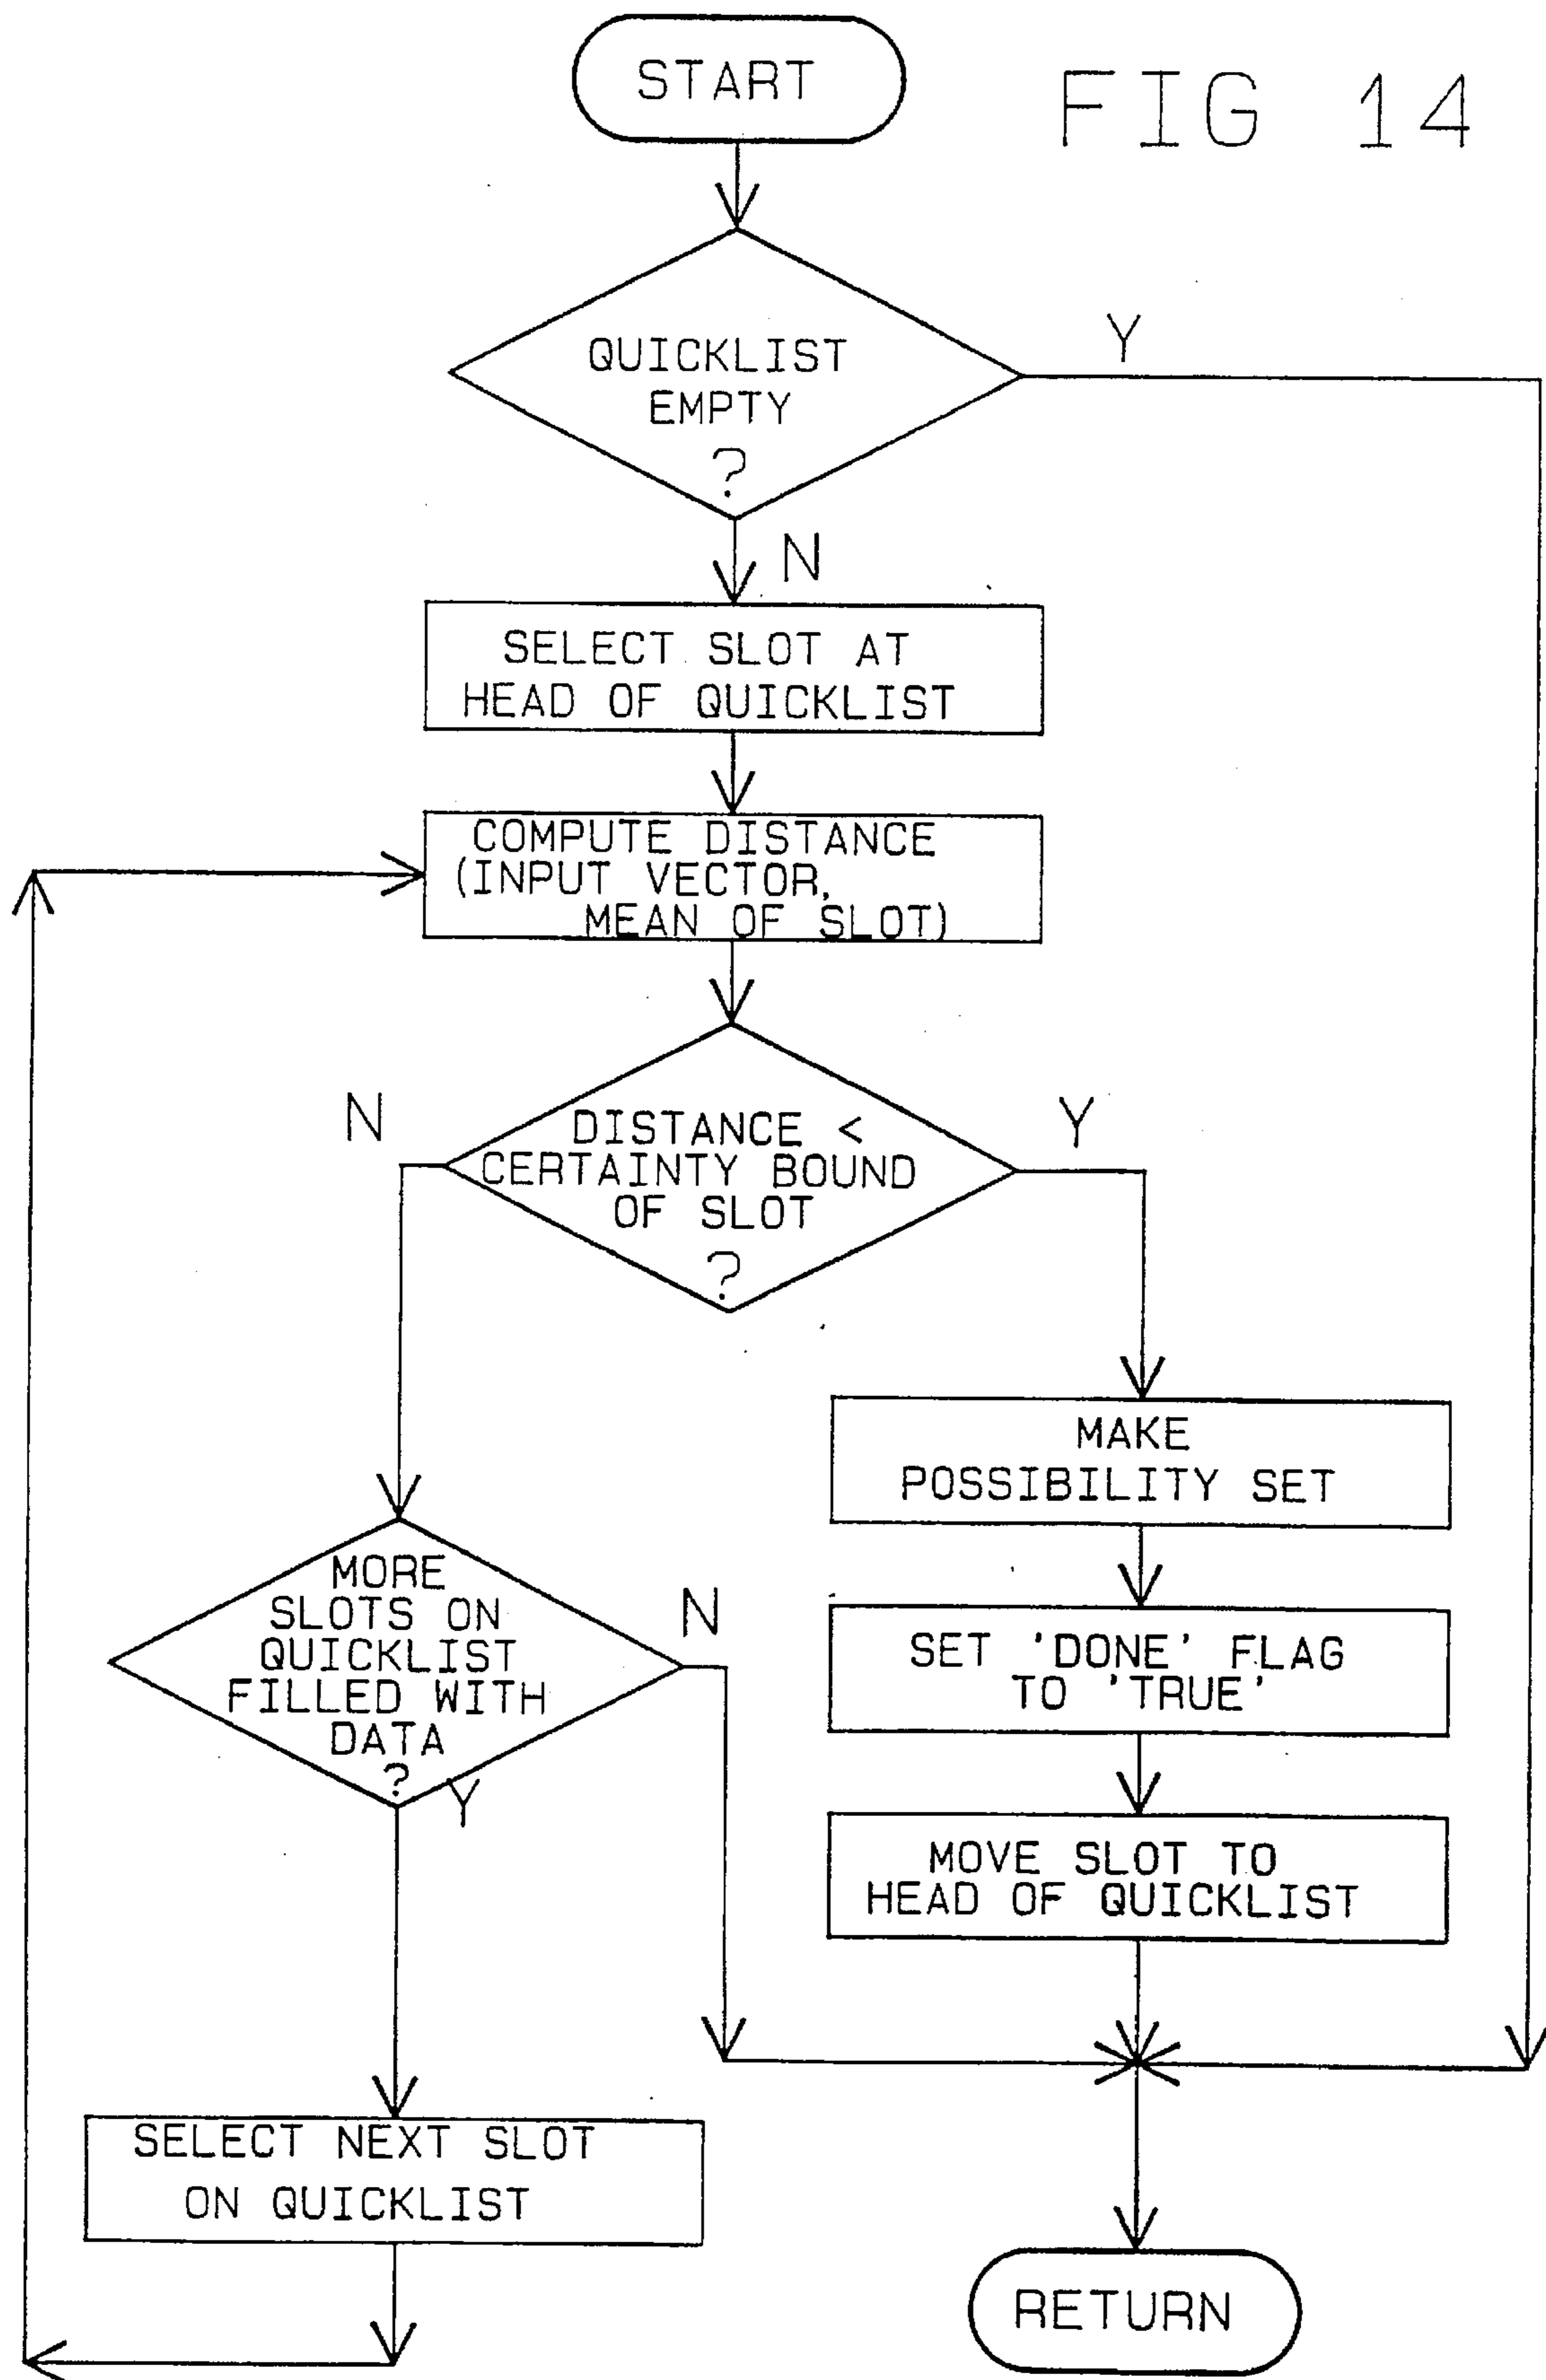 START
FIG 14
QUICKLIST
EMPTY
?
Y
N
SELECT SLOT AT
HEAD OF QUICKLIST
COMPUTE DISTANCE
(INPUT VECTOR,
MEAN OF SLOT)
N
DISTANCE <
CERTAINTY BOUND
OF SLOT
?
Y
MAKE
POSSIBILITY SET
MORE
SLOTS ON
QUICKLIST
FILLED WITH
DATA
?
N
Y
SET 'DONE' FLAG
TO 'TRUE'
MOVE SLOT TO
HEAD OF QUICKLIST
SELECT NEXT SLOT
ON QUICKLIST
RETURN